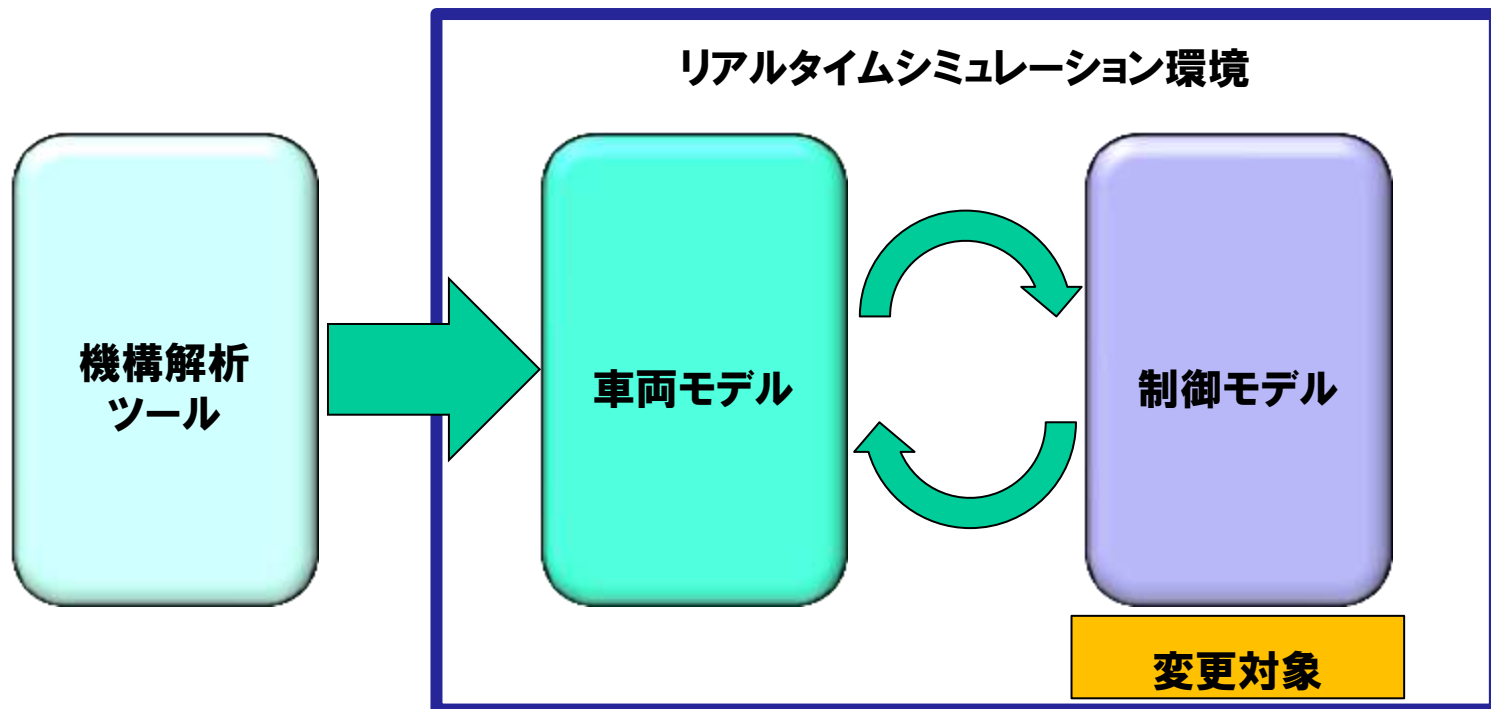 リアルタイムシミュレーション環境
機構解析
ツール
車両モデル
制御モデル
変更対象